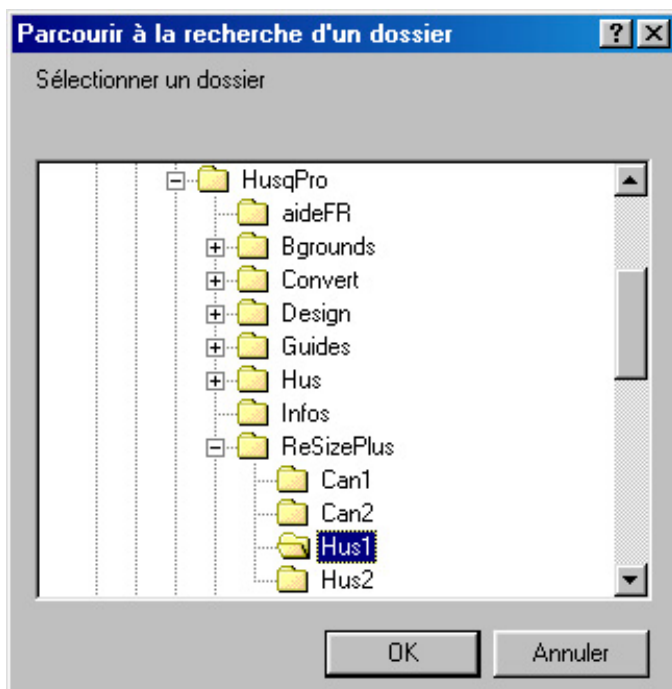 Parcourir à la recherche d'un dossier
Sélectionner un dossier
HusqPro
aideFR
Bgrounds
Convert
Design
Guides
Hus
Infos
ReSizePlus
Can1
Can2
Hus1
Hus2
OK Annuler